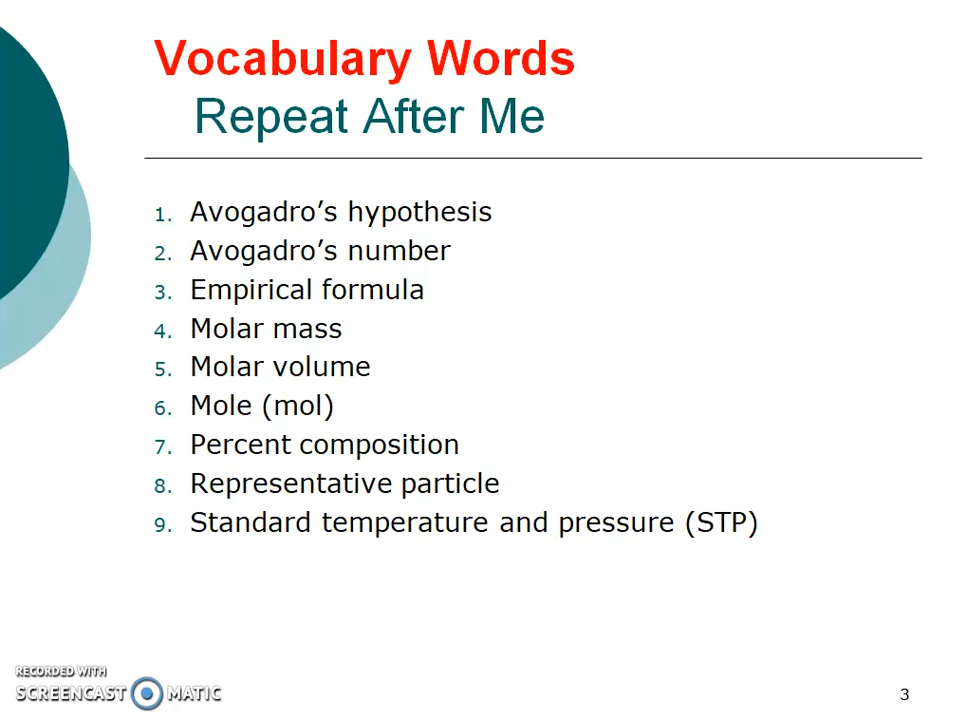 Vocabulary Words
Repeat After Me
1. Avogadro’s hypothesis
2. Avogadro’s number
3. Empirical formula
4. Molar mass
5. Molar volume
6. Mole (mol)
7. Percent composition
8. Representative particle
9. Standard temperature and pressure (STP)
RECORDED WITH
SCREENCAST MATIC
3